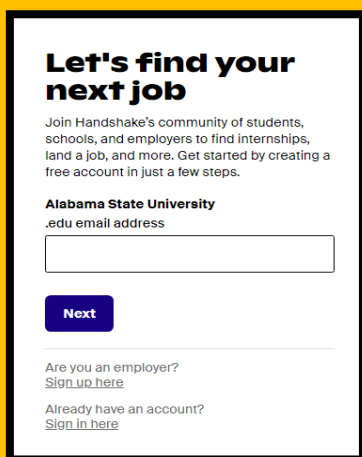 Let's find your
next job
Join Handshake's community of students,
schools, and employers to find internships,
land a job, and more. Get started by creating a
free account in just a few steps.
Alabama State University
.edu email address
Next
Are you an employer?
Sign up here
Already have an account?
Sign in here